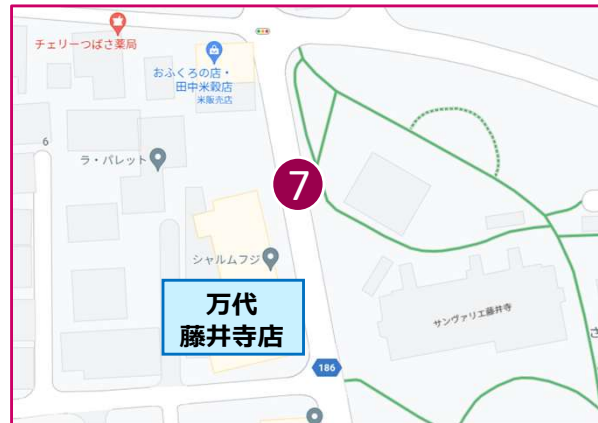 チェリーつばさ薬局
おふくろの店・
田中米穀店
米販売店
6
ラ・パレット
7
シャルムフジ
万代
藤井寺店
サンヴァリエ藤井寺
さ
186